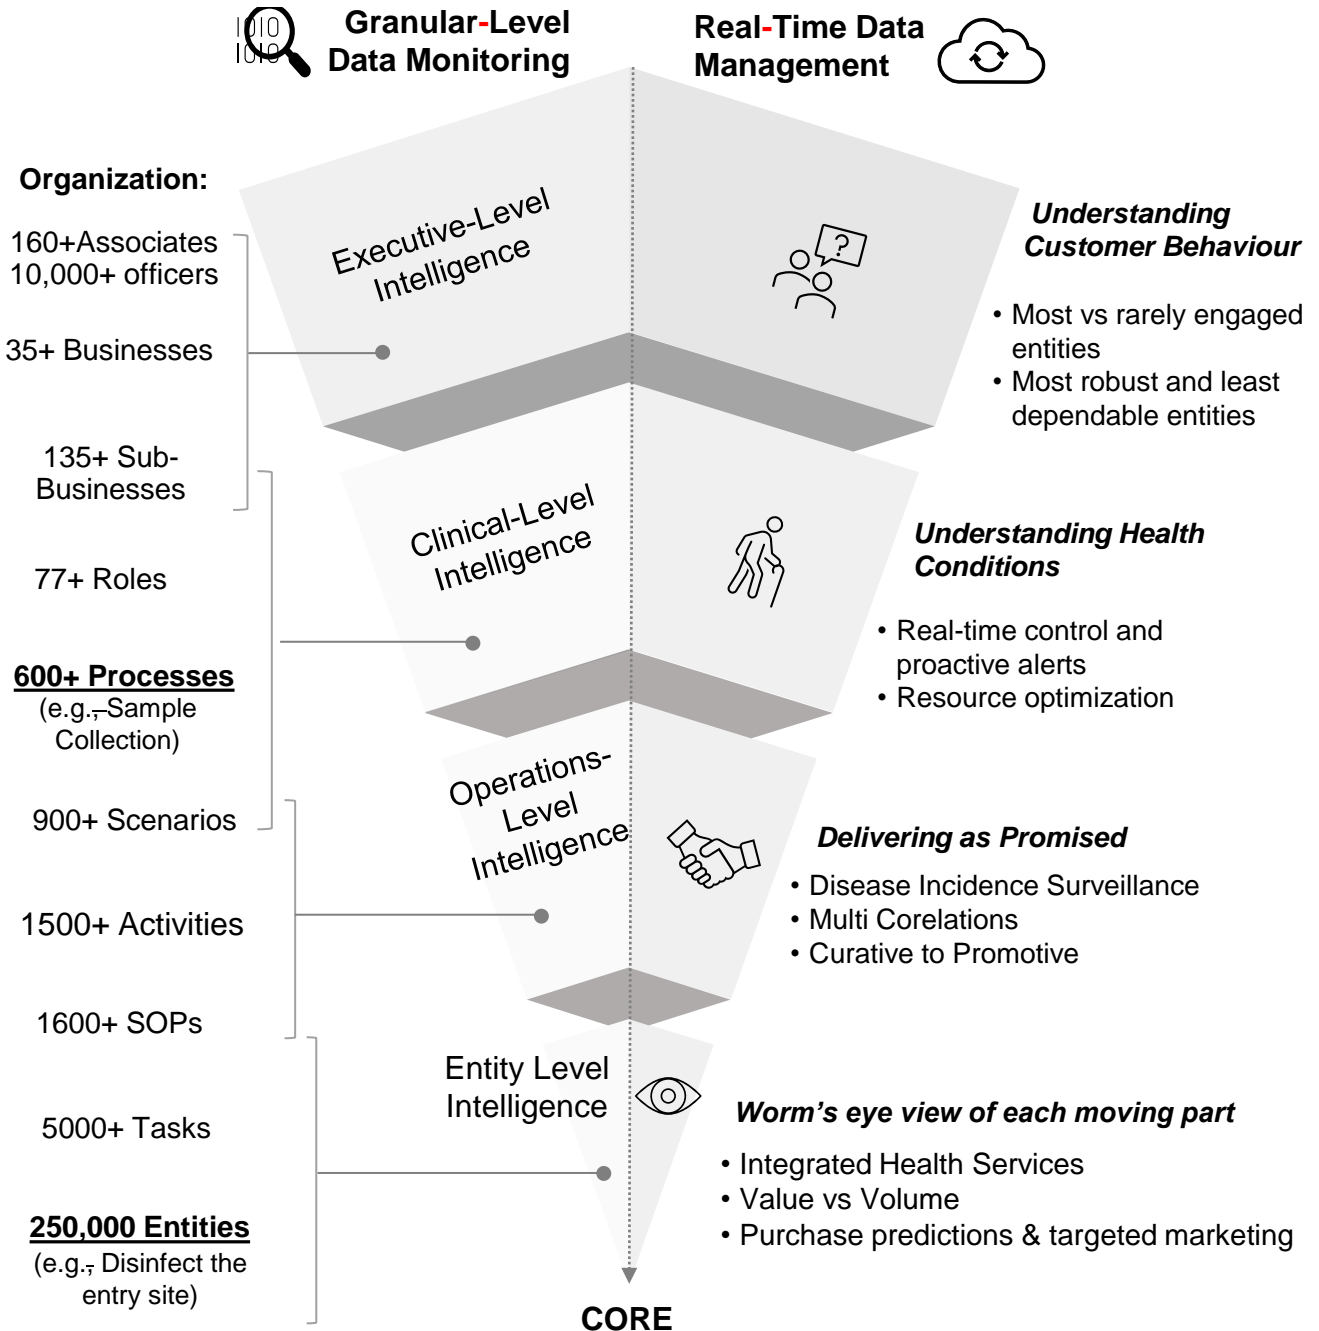 IOIO
IOIO
Granular-Level
Data Monitoring
Real-Time Data
Management
Organization:
160+Associates
10,000+ officers
35+ Businesses
135+ Sub-
Businesses
77+ Roles
600+ Processes
(e.g., Sample
Collection)
900+ Scenarios
1500+ Activities
1600+ SOPs
5000+ Tasks
250,000 Entities
(e.g., Disinfect the
entry site)
Executive-Level
Intelligence
?
Understanding
Customer Behaviour
• Most vs rarely engaged
entities
• Most robust and least
dependable entities
Clinical-Level
Intelligence
Understanding Health
Conditions
• Real-time control and
proactive alerts
• Resource optimization
Operations-
Level
Intelligence
Delivering as Promised
• Disease Incidence Surveillance
• Multi Corelations
• Curative to Promotive
Entity Level
Intelligence
Worm's eye view of each moving part
• Integrated Health Services
• Value vs Volume
• Purchase predictions & targeted marketing
CORE